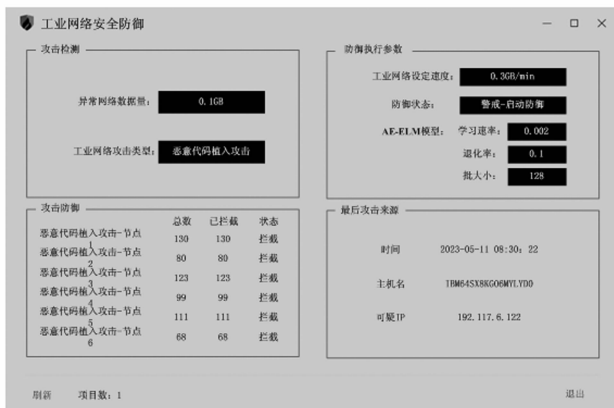 工业网络安全防御
攻击检测
异常网络数据量： 0.1GB
工业网络攻击类型： 恶意代码植入攻击
防御执行参数
工业网络设定速度： 0.3GB/min
防御状态： 警戒-启动防御
AE-ELM模型： 学习速率： 0.002
退化率： 0.1
批大小： 128
攻击防御
总数 已拦截 状态
恶意代码植入攻击-节点1 130 130 拦截
恶意代码植入攻击-节点2 80 80 拦截
恶意代码植入攻击-节点3 123 123 拦截
恶意代码植入攻击-节点4 99 99 拦截
恶意代码植入攻击-节点5 111 111 拦截
恶意代码植入攻击-节点6 68 68 拦截
最后攻击来源
时间 2023-05-11 08:30：22
主机名 IBM64SX8KGO6MYLYD0
可疑IP 192.117.6.122
刷新 项目数：1 退出